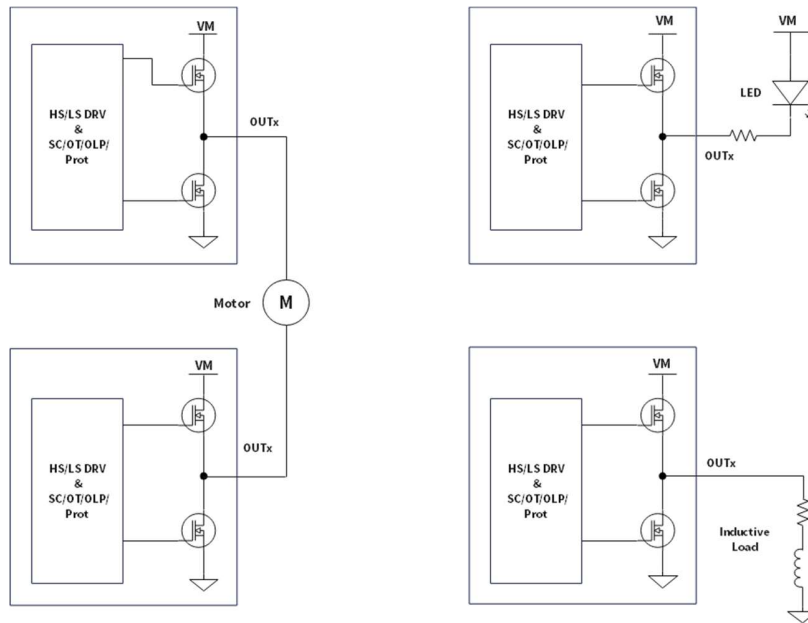 VM
HS/LS DRV
&
SC/OT/OLP/
Prot
OUTx
Motor
M
VM
HS/LS DRV
&
SC/OT/OLP/
Prot
OUTx
VM
VM
HS/LS DRV
&
SC/OT/OLP/
Prot
LED
OUTx
VM
HS/LS DRV
&
SC/OT/OLP/
Prot
OUTx
Inductive
Load